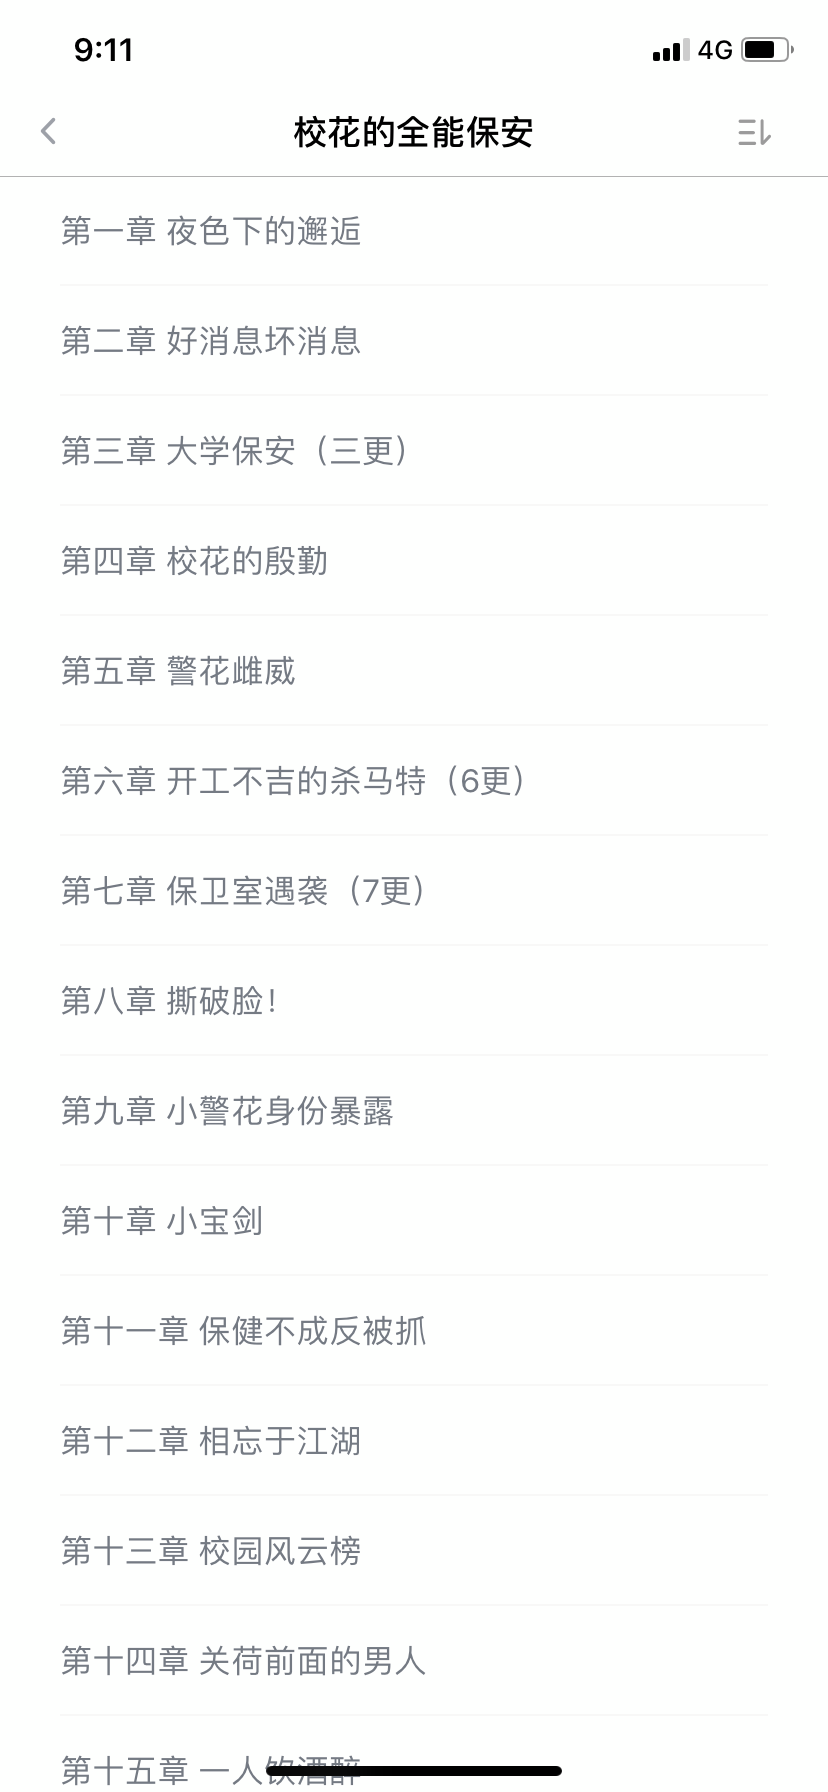 9:11
4G
校花的全能保安
第一章 夜色下的邂逅
第二章 好消息坏消息
第三章 大学保安（三更）
第四章 校花的殷勤
第五章 警花雌威
第六章 开工不吉的杀马特（6更）
第七章 保卫室遇袭（7更）
第八章 撕破脸！
第九章 小警花身份暴露
第十章 小宝剑
第十一章 保健不成反被抓
第十二章 相忘于江湖
第十三章 校园风云榜
第十四章 关荷前面的男人
第十五章 一人饮酒醉